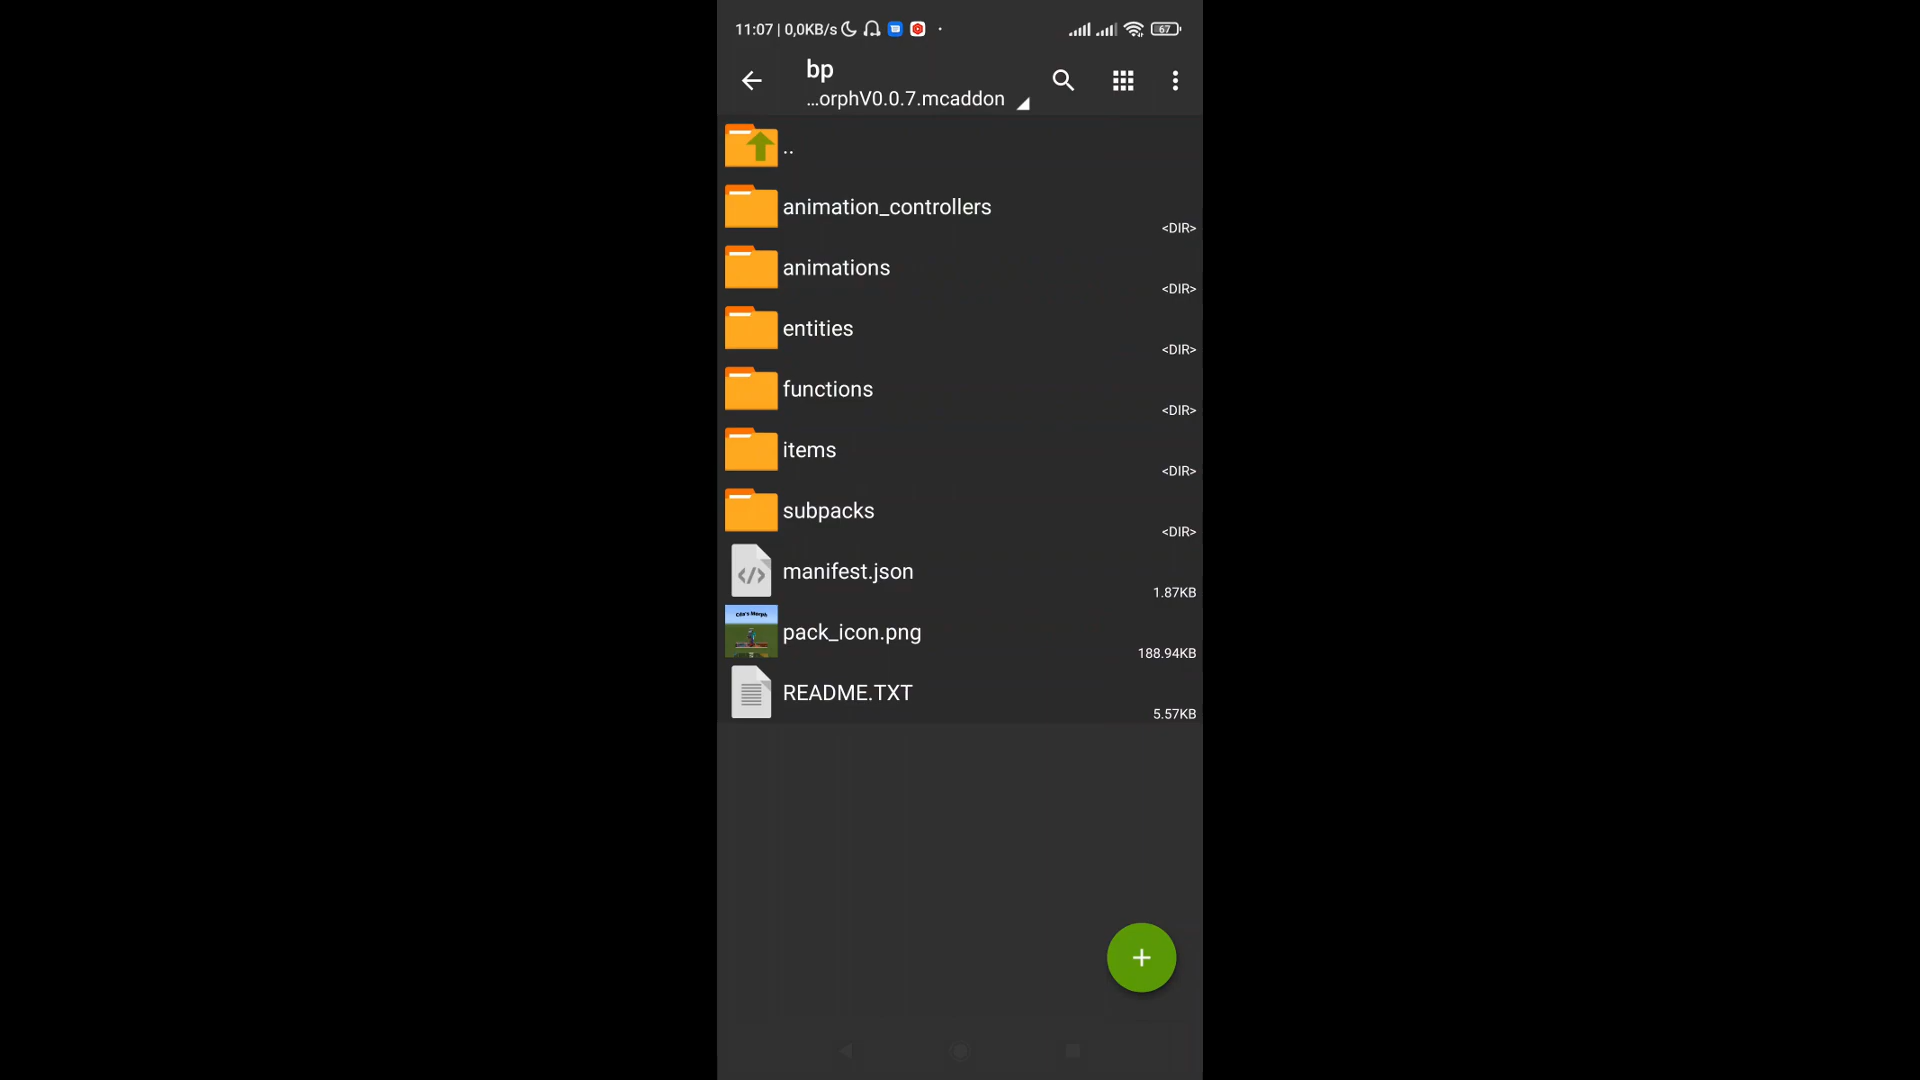 11:07 | 0,0KB/s
67
bp
...orphV0.0.7.mcaddon
..
animation_controllers
<DIR>
animations
<DIR>
entities
<DIR>
functions
<DIR>
items
<DIR>
subpacks
<DIR>
manifest.json
1.87KB
pack_icon.png
188.94KB
README.TXT
5.57KB